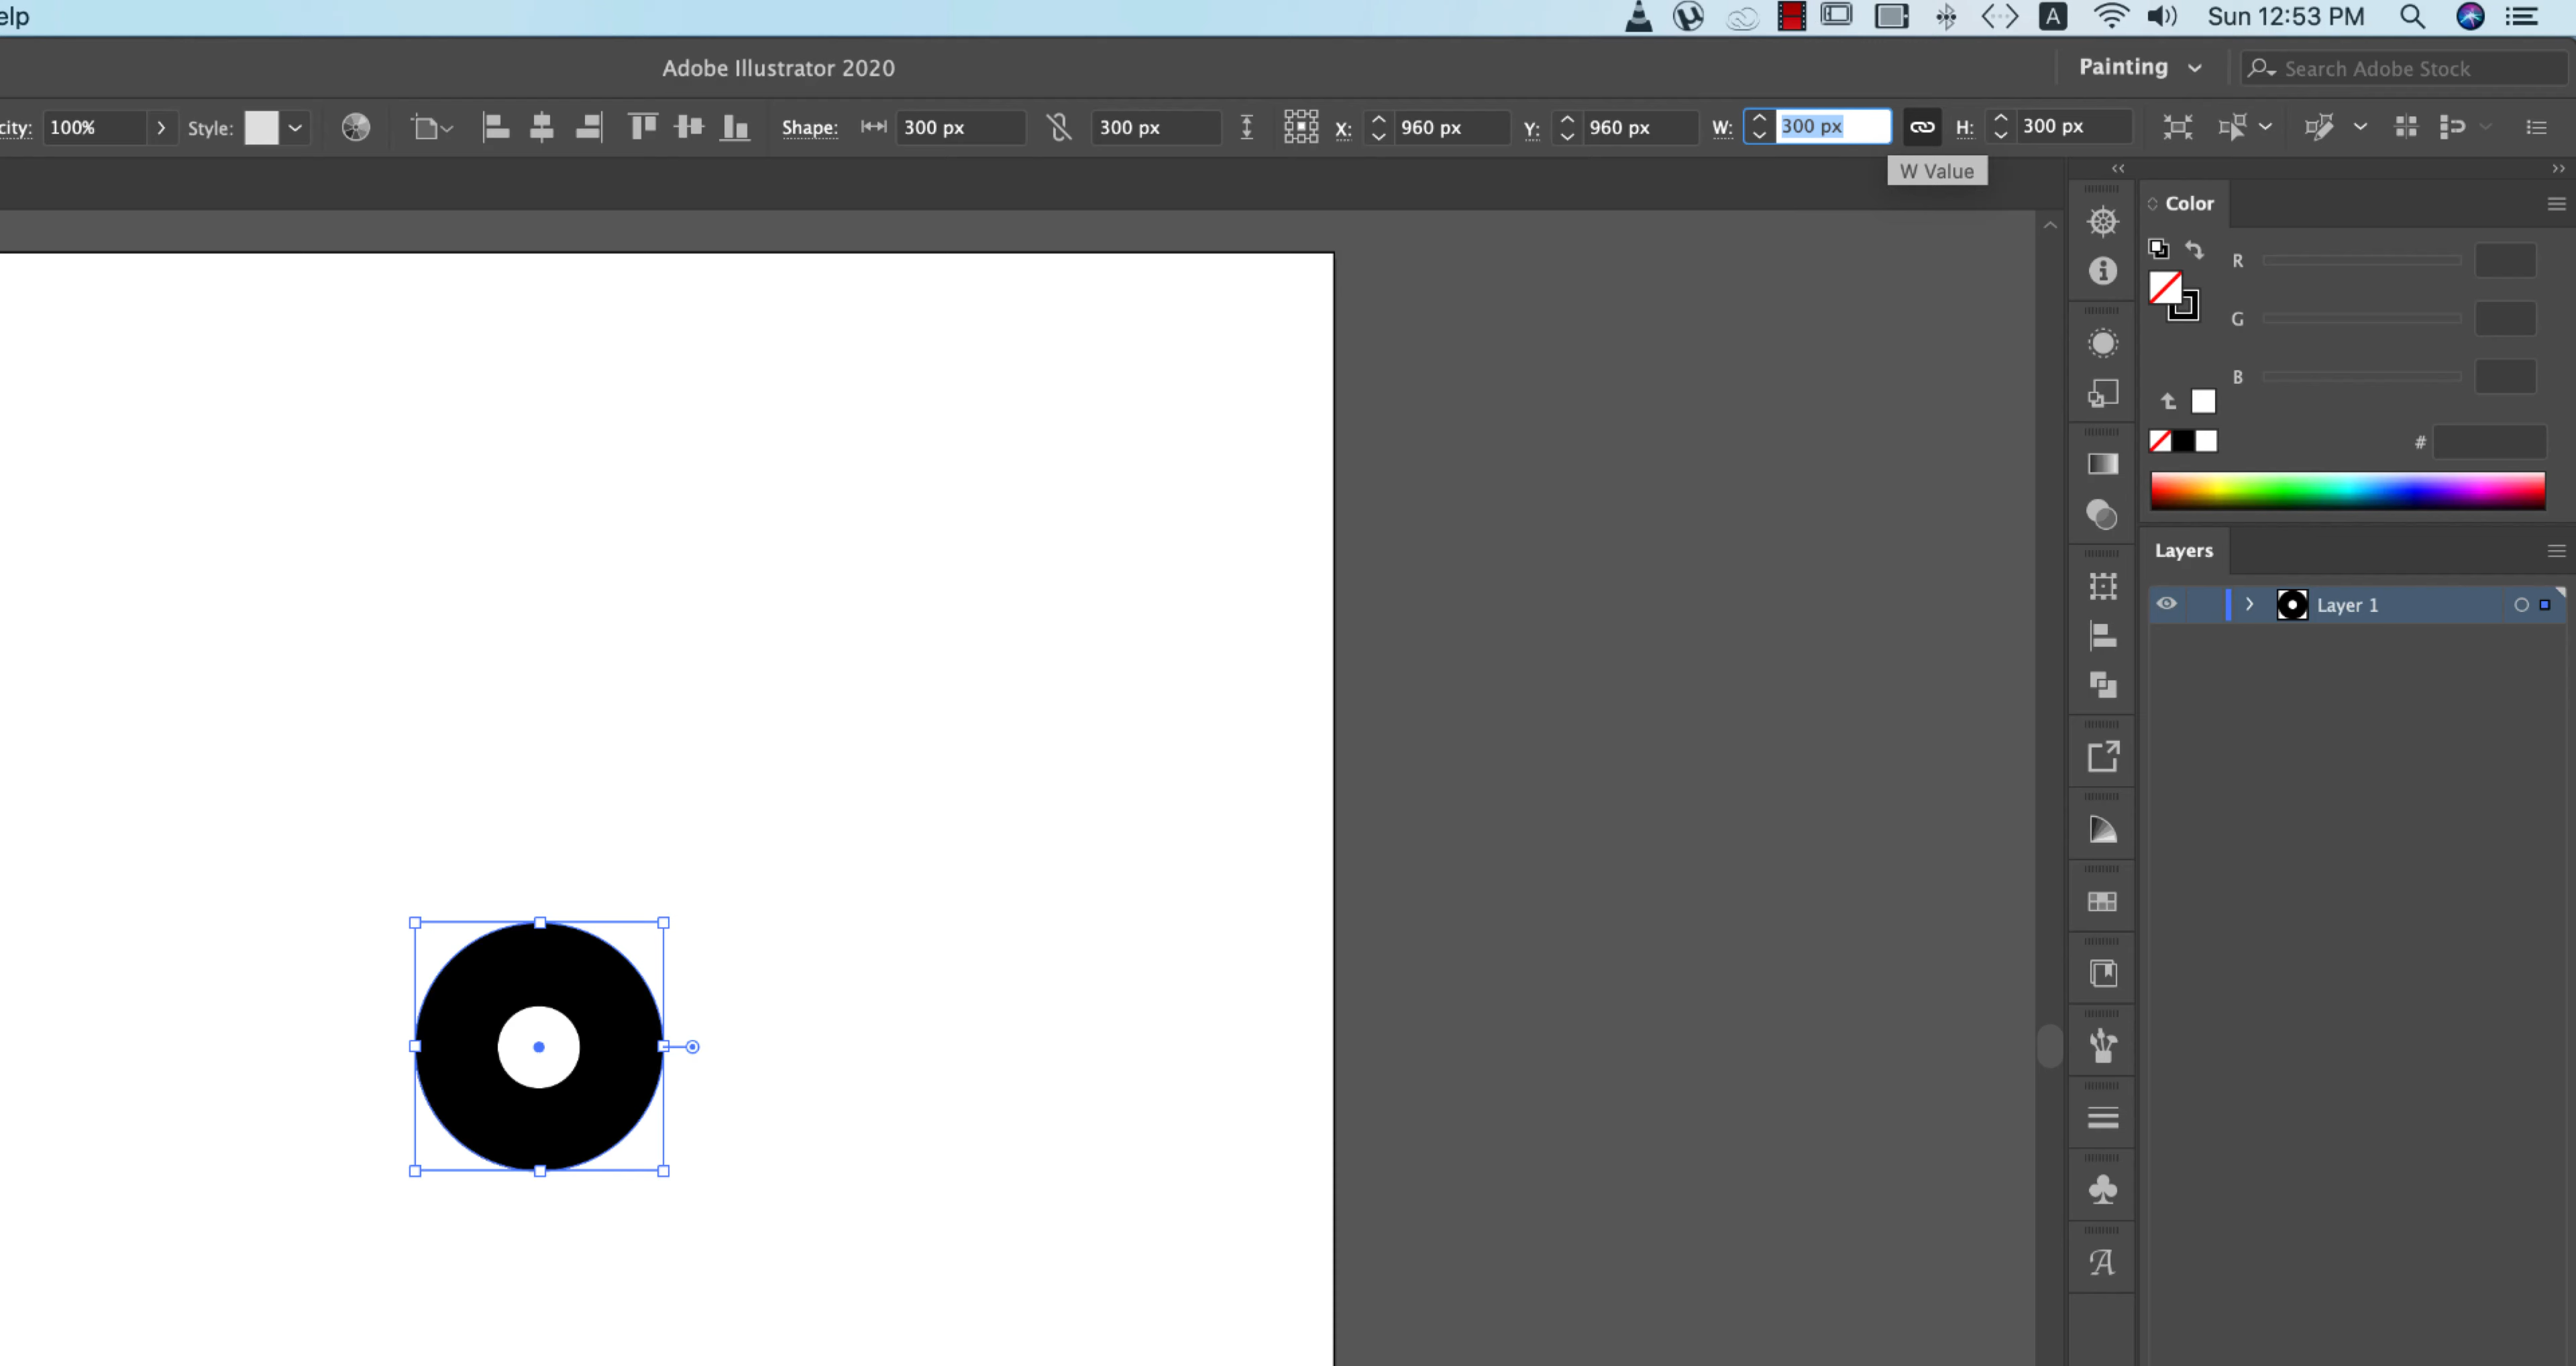 elp
A
Sun 12:53 PM
Adobe Illustrator 2020
Painting
Search Adobe Stock
city:
100%
Style:
Shape:
300 px
300 px
X:
960 px
Y:
960 px
W:
300 px
H:
300 px
W Value
Color
R
G
B
#
Layers
Layer 1